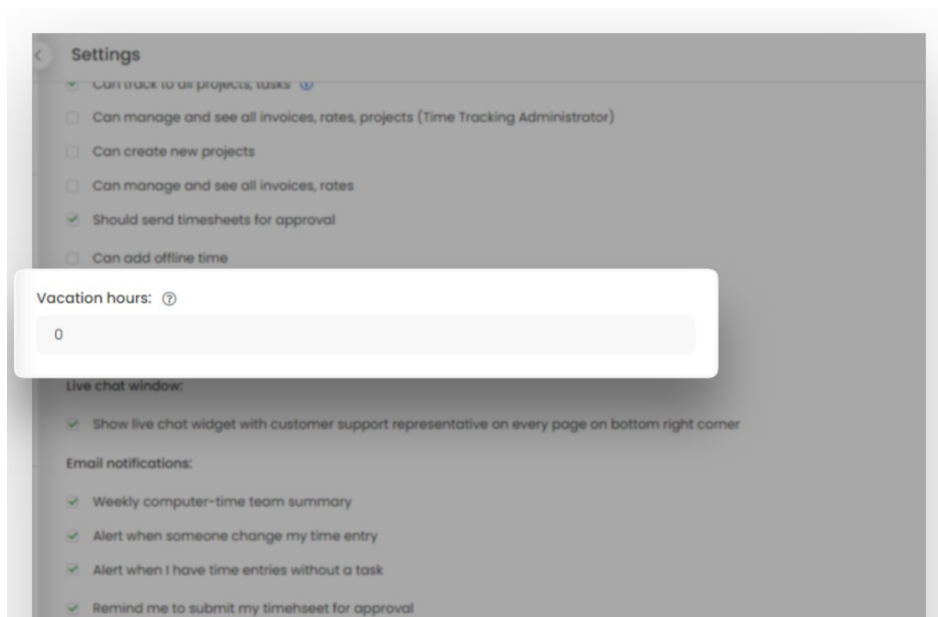 Settings
Can track to all projects, tasks
Can manage and see all invoices, rates, projects (Time Tracking Administrator)
Can create new projects
Can manage and see all invoices, rates
Should send timesheets for approval
Can add offline time
Vacation hours:
0
Live chat window:
Show live chat widget with customer support representative on every page on bottom right corner
Email notifications:
Weekly computer-time team summary
Alert when someone change my time entry
Alert when I have time entries without a task
Remind me to submit my timehseet for approval